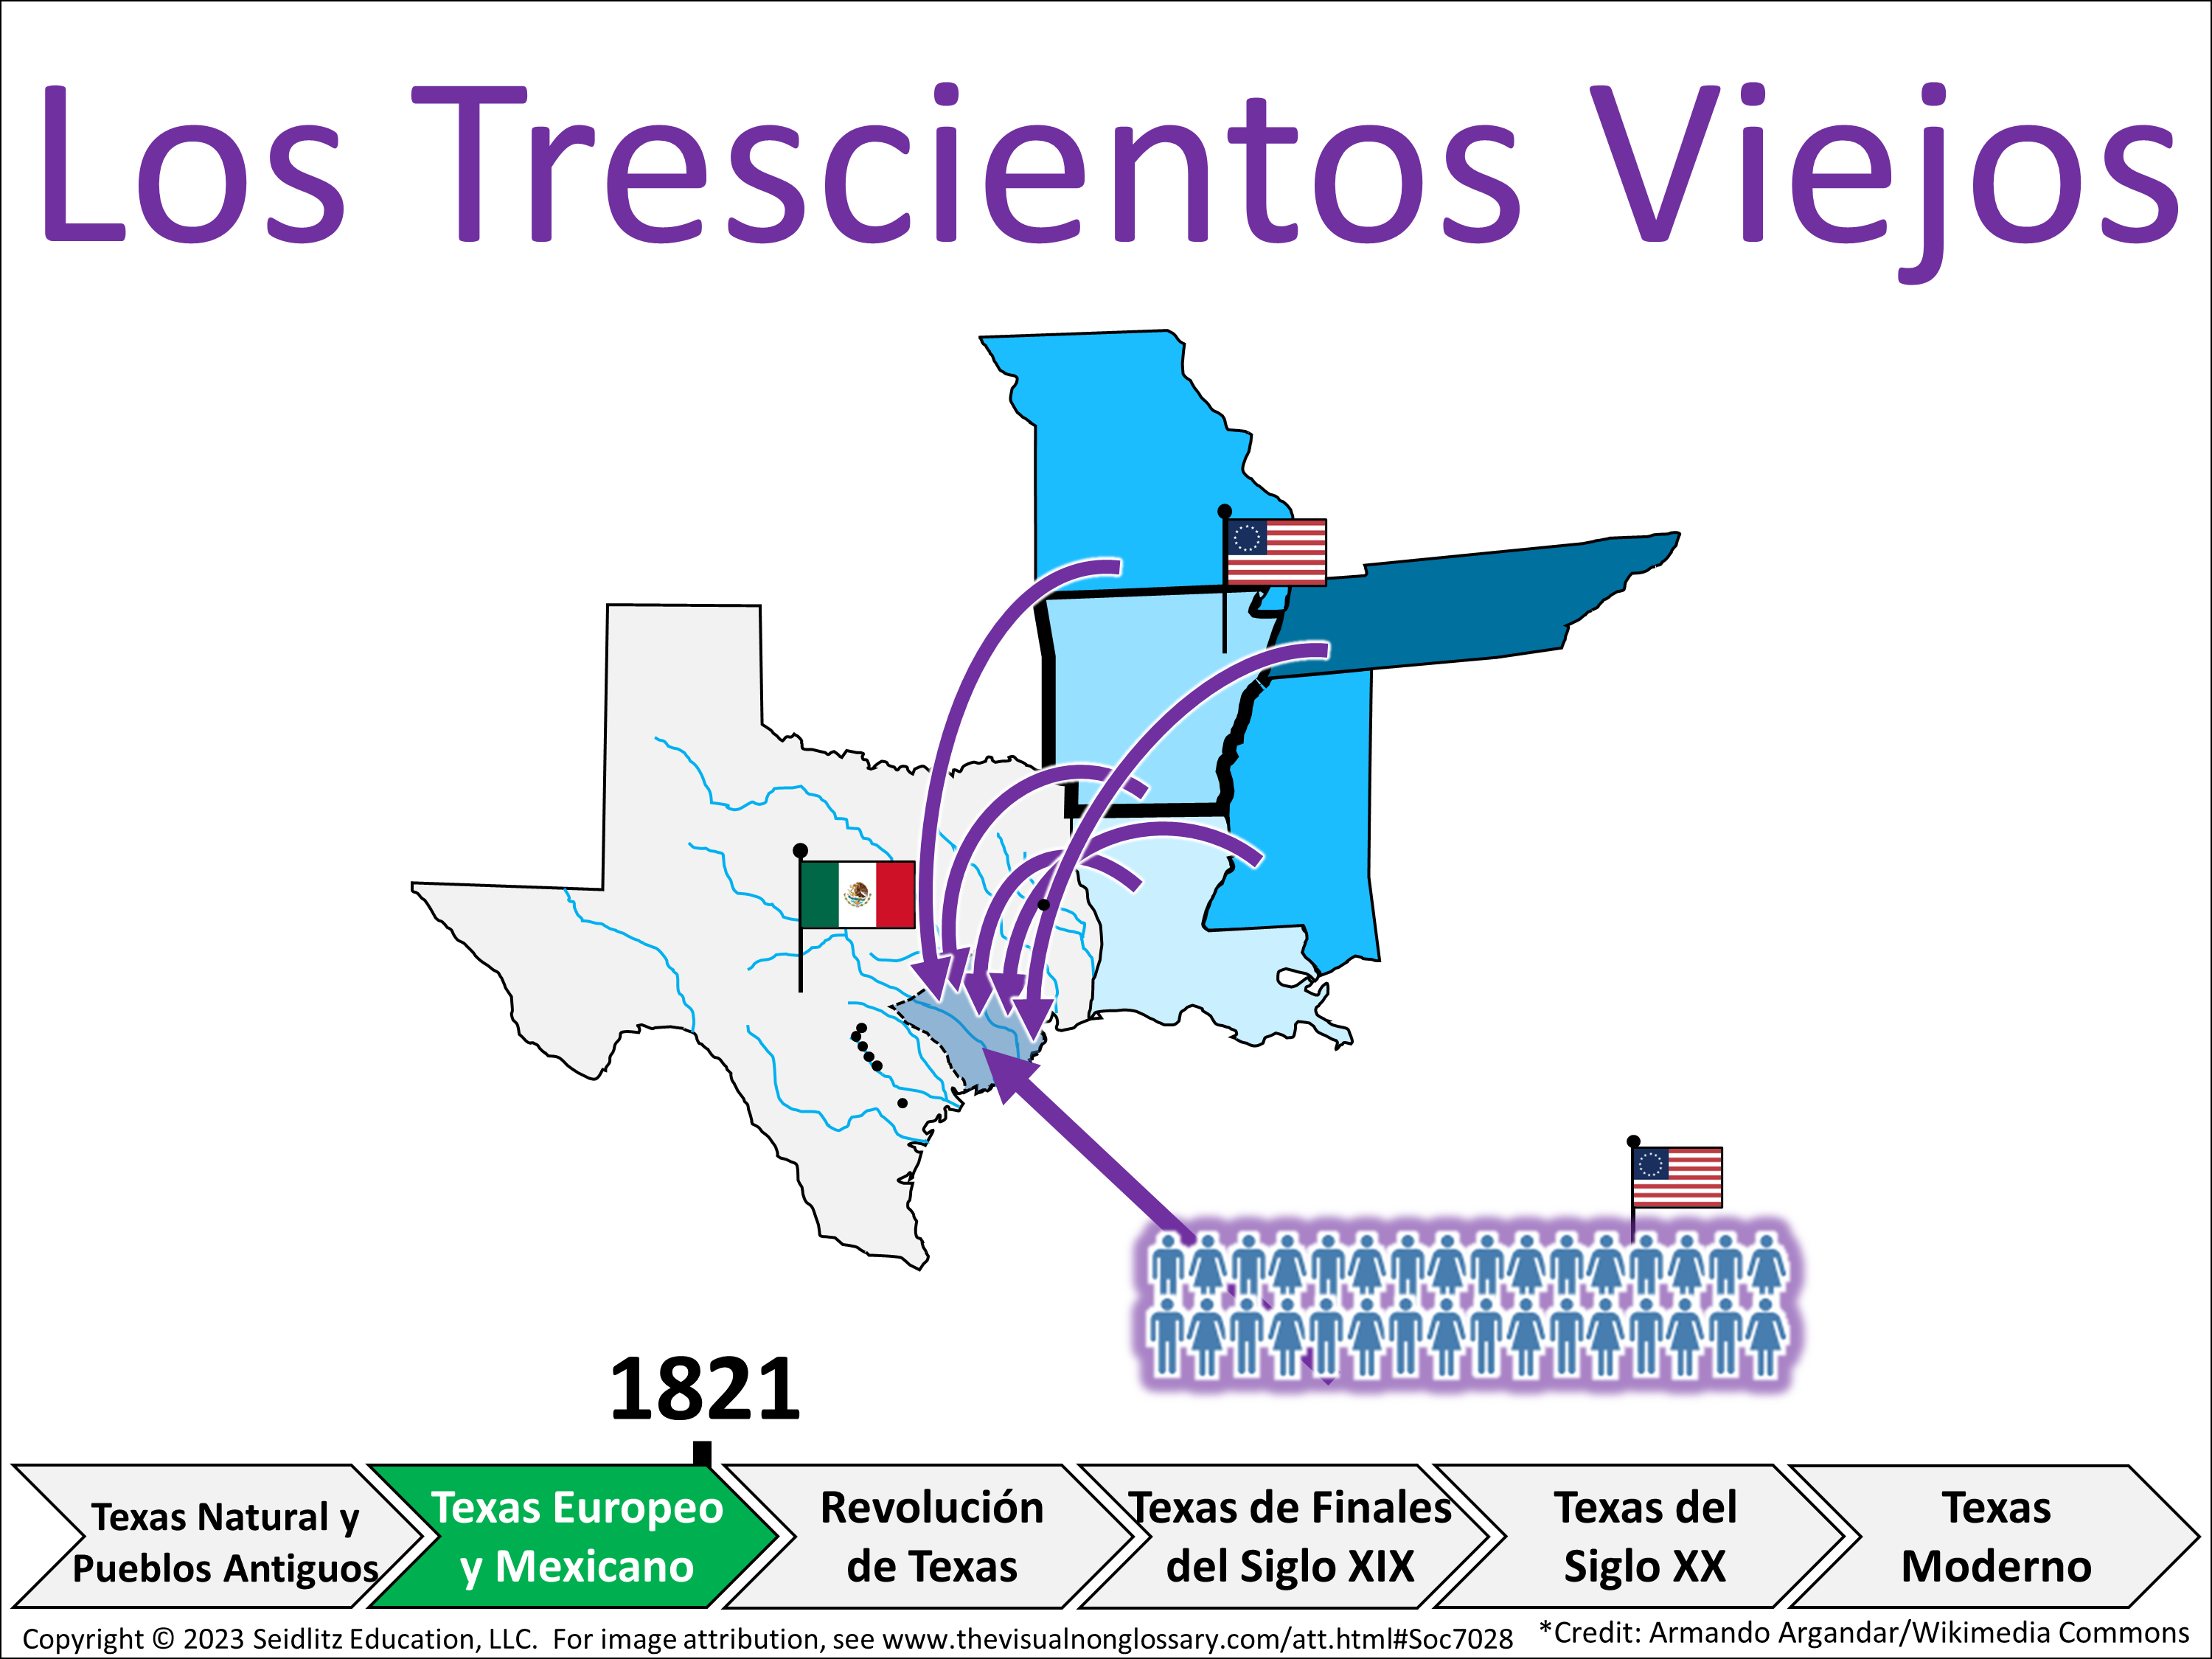 Los Trescientos Viejos
1821
Texas Natural y
Pueblos Antiguos
Texas Europeo
y Mexicano
Revolución
de Texas
Texas de Finales
del Siglo XIX
Texas del
Siglo XX
Texas
Moderno
Copyright © 2023 Seidlitz Education, LLC.  For image attribution, see www.thevisualnonglossary.com/att.html#Soc7028
*Credit: Armando Argandar/Wikimedia Commons